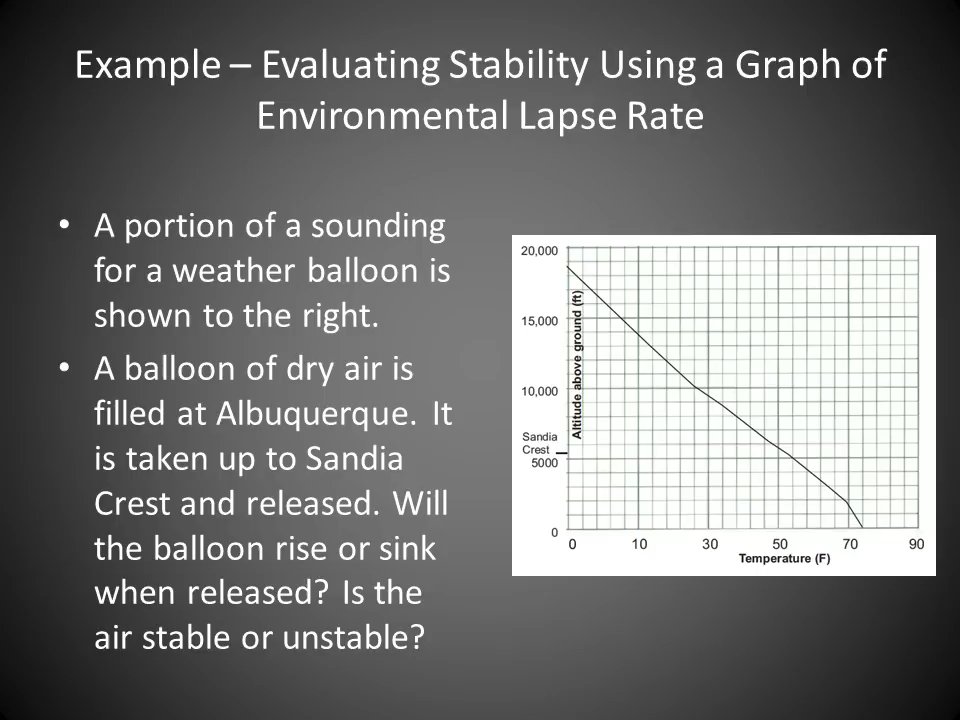 Example – Evaluating Stability Using a Graph of
Environmental Lapse Rate
• A portion of a sounding
for a weather balloon is
shown to the right.
• A balloon of dry air is
filled at Albuquerque. It
is taken up to Sandia
Crest and released. Will
the balloon rise or sink
when released? Is the
air stable or unstable?
20,000
15,000
10,000
Sandia
Crest
5000
0
Altitude above ground (ft)
0 10 30 50 70 90
Temperature (F)